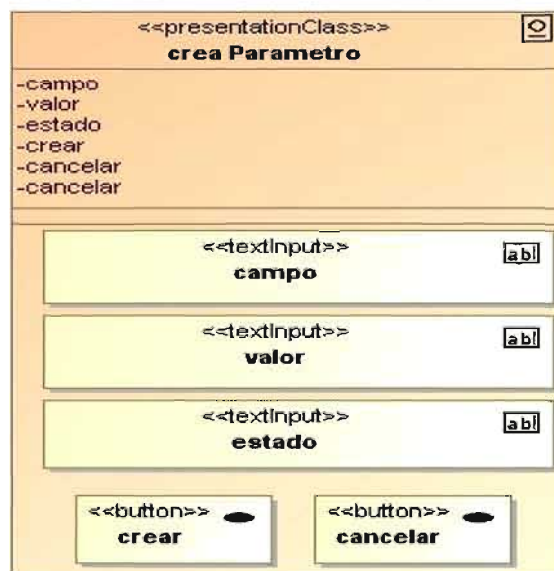 <<presentationClass>>
crea Parametro
-campo
-valor
-estado
-crear
-cancelar
-cancelar
<<textInput>>
campo
abl
<<textInput>>
valor
abl
<<textInput>>
estado
abl
<<button>>
crear
<<button>>
cancelar